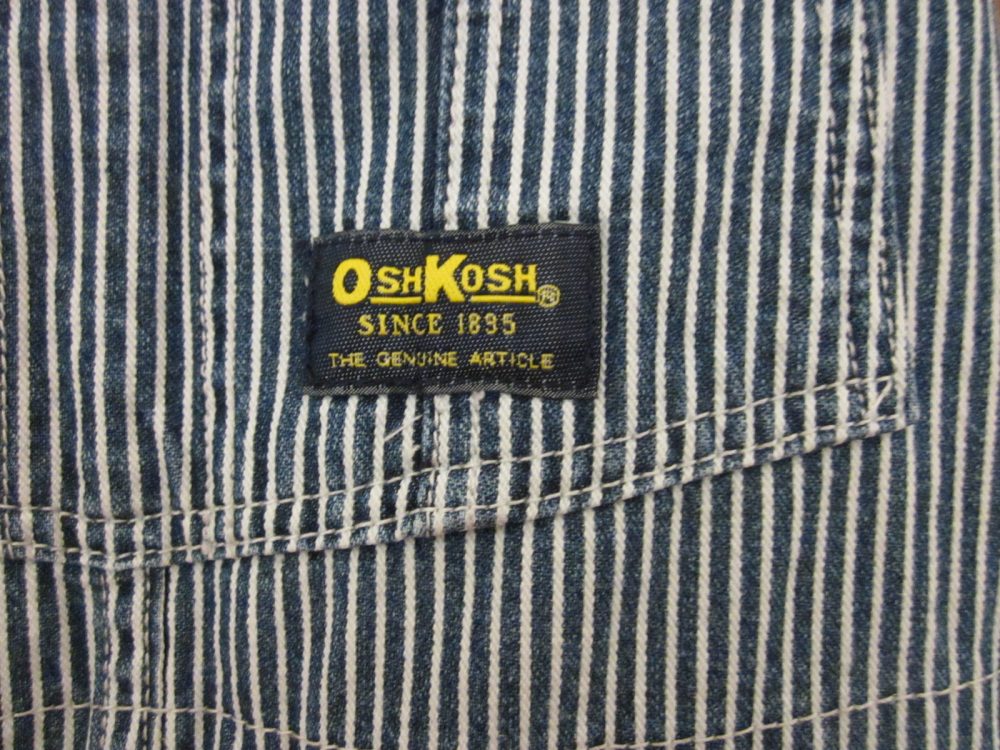 OSHKOSH ®
SINCE 1895
THE GENUINE ARTICLE